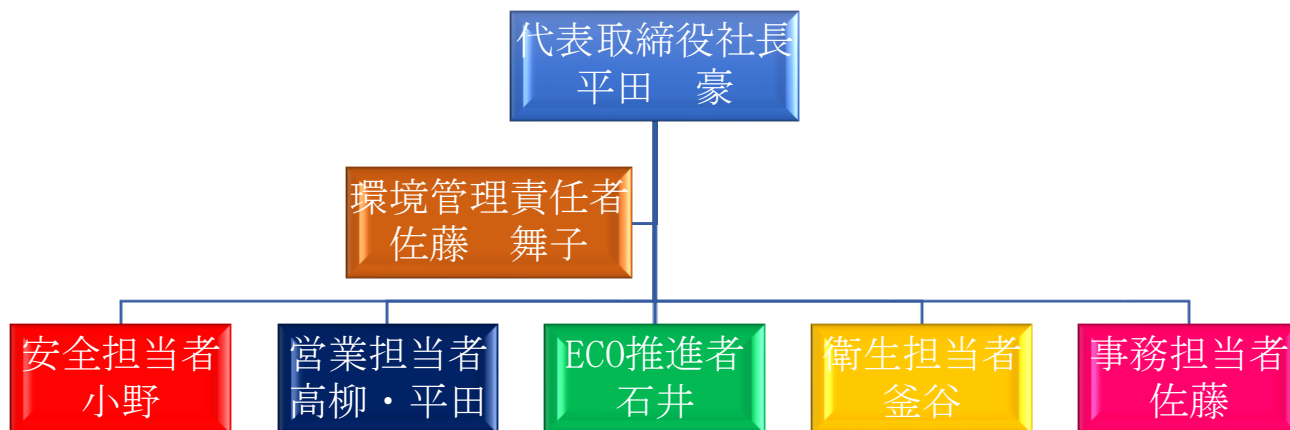 代表取締役社長
平田　豪
環境管理責任者
佐藤　舞子
安全担当者
小野
営業担当者
高柳・平田
ECO推進者
石井
衛生担当者
釜谷
事務担当者
佐藤